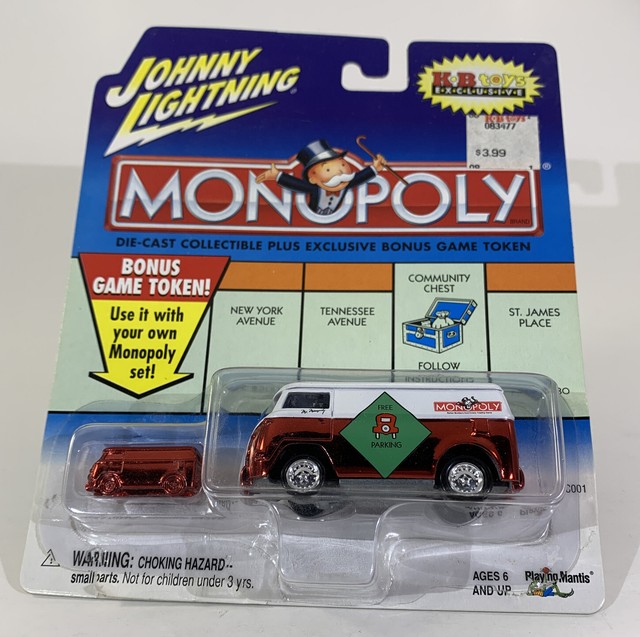 JOHNNY
LIGHTNING
K·B toys
EXCLUSIVE
K·B toys
083477
$3.99
MONOPOLY
®
BRAND
DIE-CAST COLLECTIBLE PLUS EXCLUSIVE BONUS GAME TOKEN
BONUS
GAME TOKEN!
Use it with
your own
Monopoly
set!
NEW YORK
AVENUE
TENNESSEE
AVENUE
COMMUNITY
CHEST
FOLLOW
INSTRUCTIONS
ST. JAMES
PLACE
MONOPOLY
FREE
PARKING
WARNING: CHOKING HAZARD--
small parts. Not for children under 3 yrs.
AGES 6
AND UP
Playing Mantis®